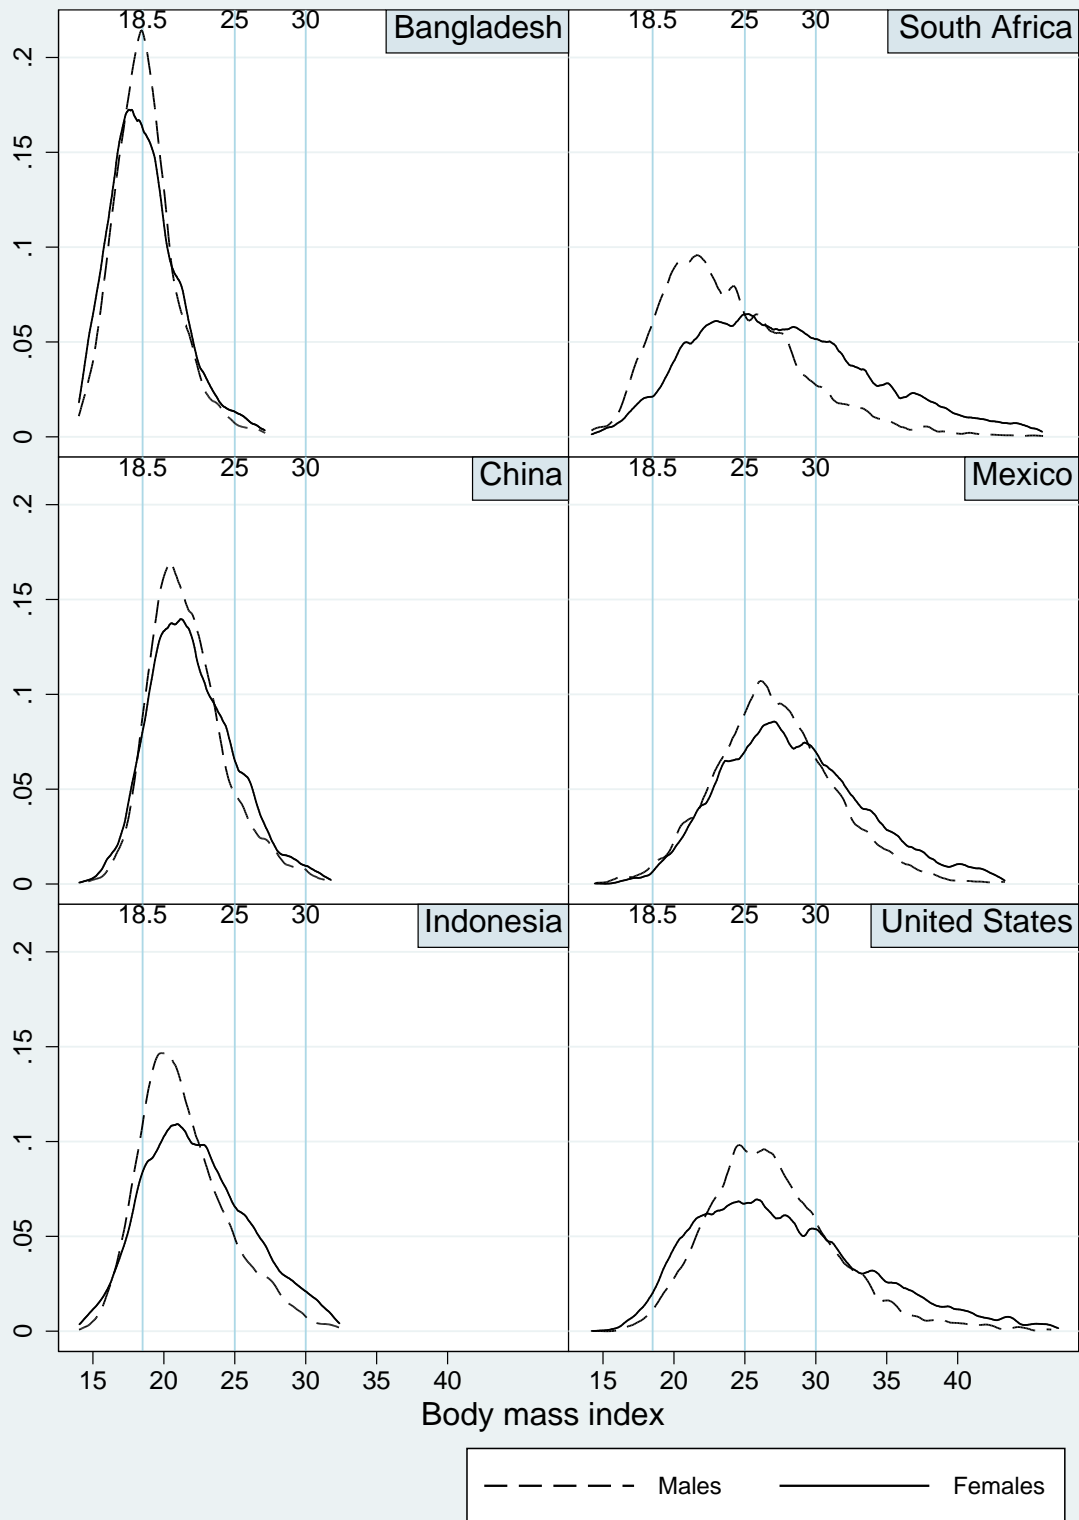 18.5 25 30 Bangladesh
18.5 25 30 South Africa
.2
.15
.1
.05
0
18.5 25 30 China
18.5 25 30 Mexico
.2
.15
.1
.05
0
18.5 25 30 Indonesia
18.5 25 30 United States
.2
.15
.1
.05
0
15 20 25 30 35 40
15 20 25 30 35 40
Body mass index
Males Females